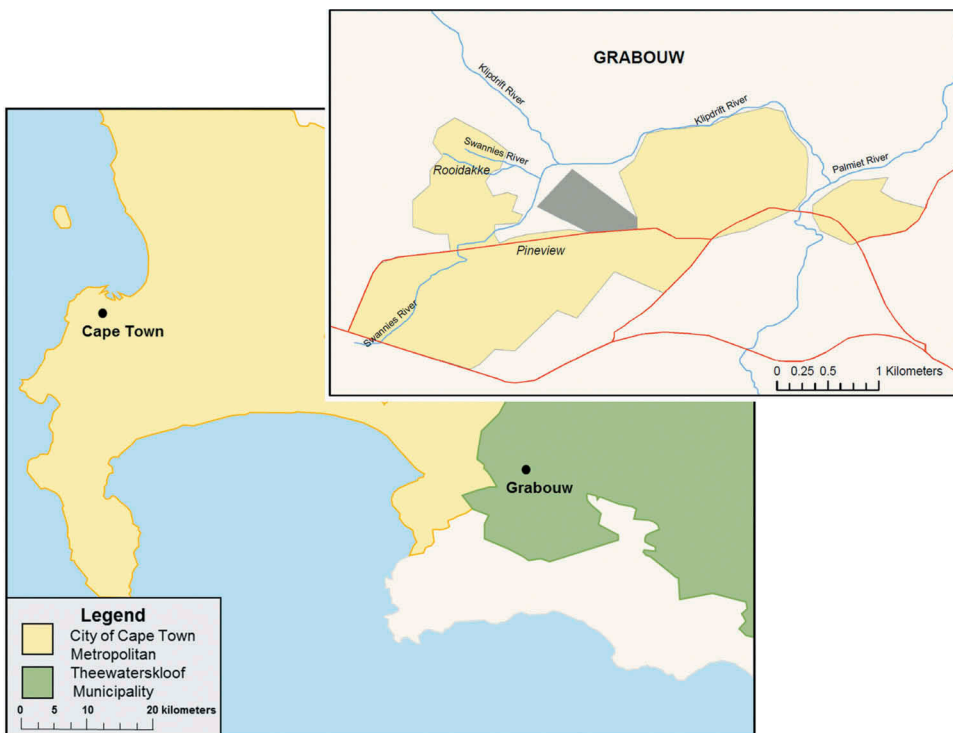 GRABOUW
Klipdrift River
Klipdrift River
Swannies River
Rooidakke
Palmiet River
Pineview
Swannies River
0 0.25 0.5 1 Kilometers
Cape Town
Grabouw
Legend
City of Cape Town
Metropolitan
Theewaterskloof
Municipality
0 5 10 20 kilometers